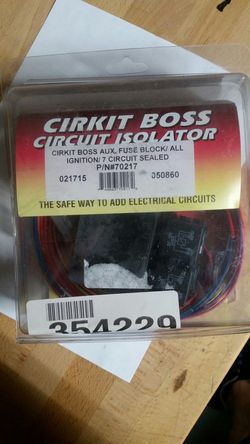 CIRKIT BOSS
CIRCUIT ISOLATOR
CIRKIT BOSS AUX. FUSE BLOCK/ ALL
IGNITION/ 7 CIRCUIT SEALED
P/N#70217
021715 050860
THE SAFE WAY TO ADD ELECTRICAL CIRCUITS
354229